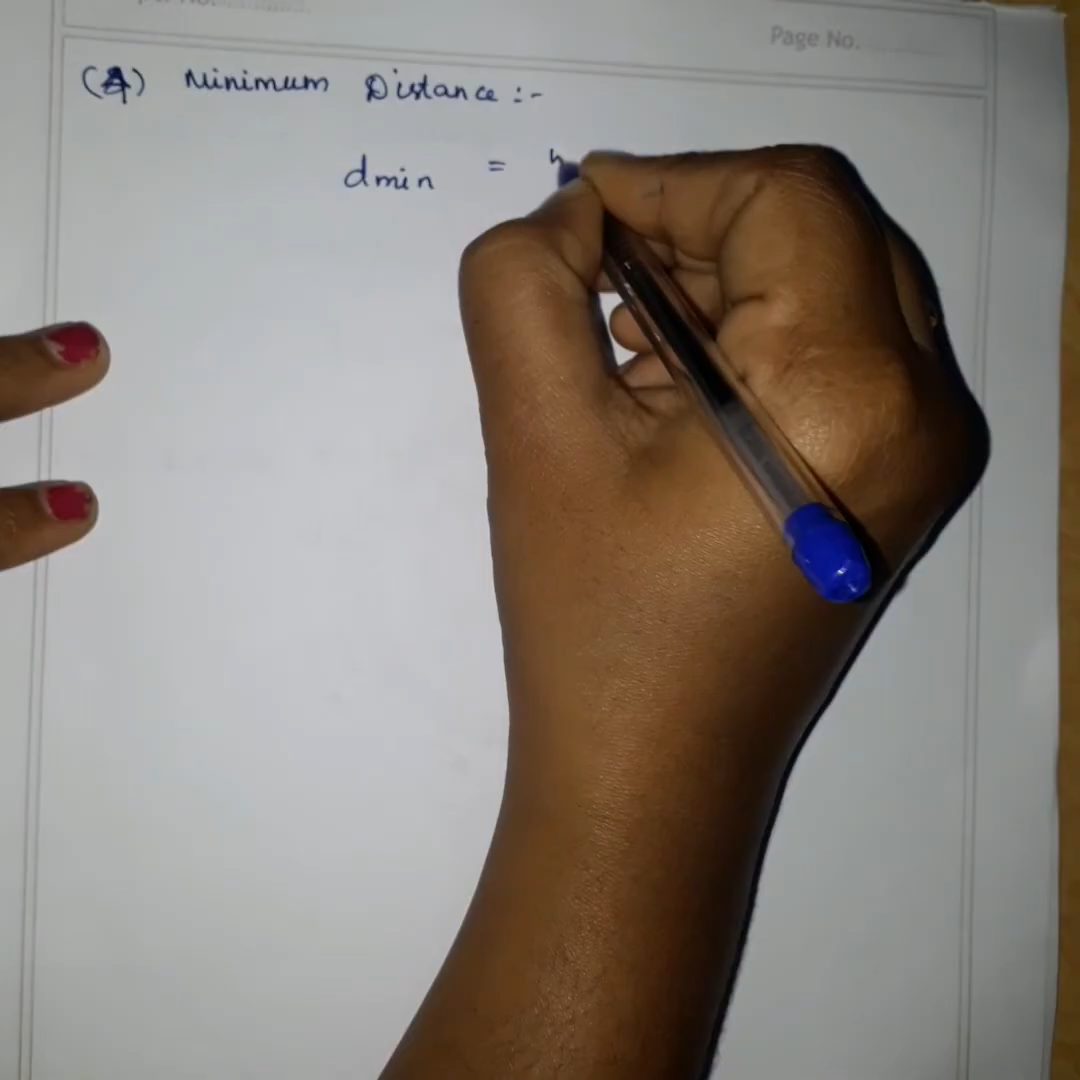 Page No. ............
(4) Minimum Distance :-
dmin =